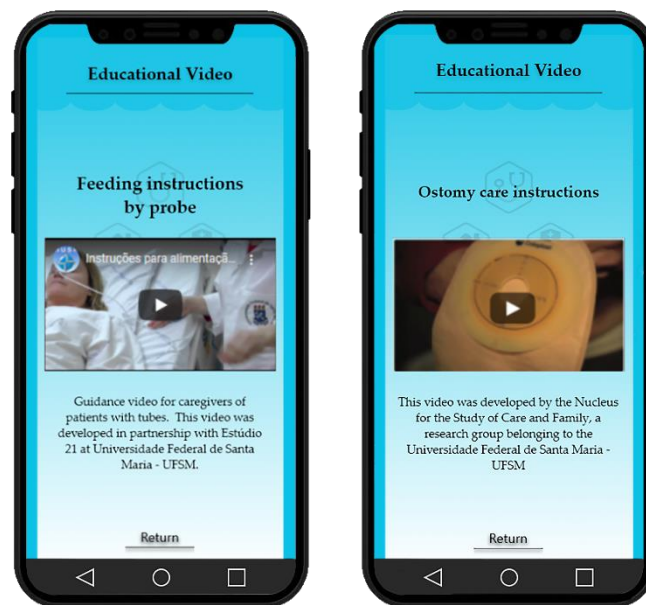 Educational Video
Feeding instructions
by probe
Instruções para alimentaçã...
Guidance video for caregivers of
patients with tubes. This video was
developed in partnership with Estúdio
21 at Universidade Federal de Santa
Maria - UFSM.
Return
Educational Video
Ostomy care instructions
This video was developed by the Nucleus
for the Study of Care and Family, a
research group belonging to the
Universidade Federal de Santa Maria -
UFSM
Return